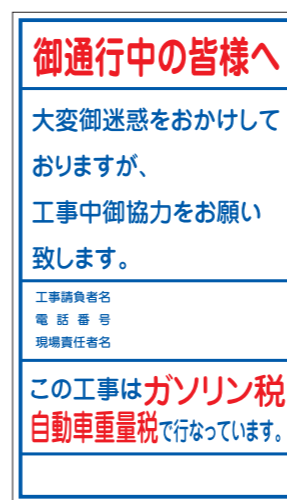 御通行中の皆様へ
大変御迷惑をおかけして
おりますが、
工事中御協力をお願い
致します。
工事請負者名
電話番号
現場責任者名
この工事はガソリン税
自動車重量税で行なっています。